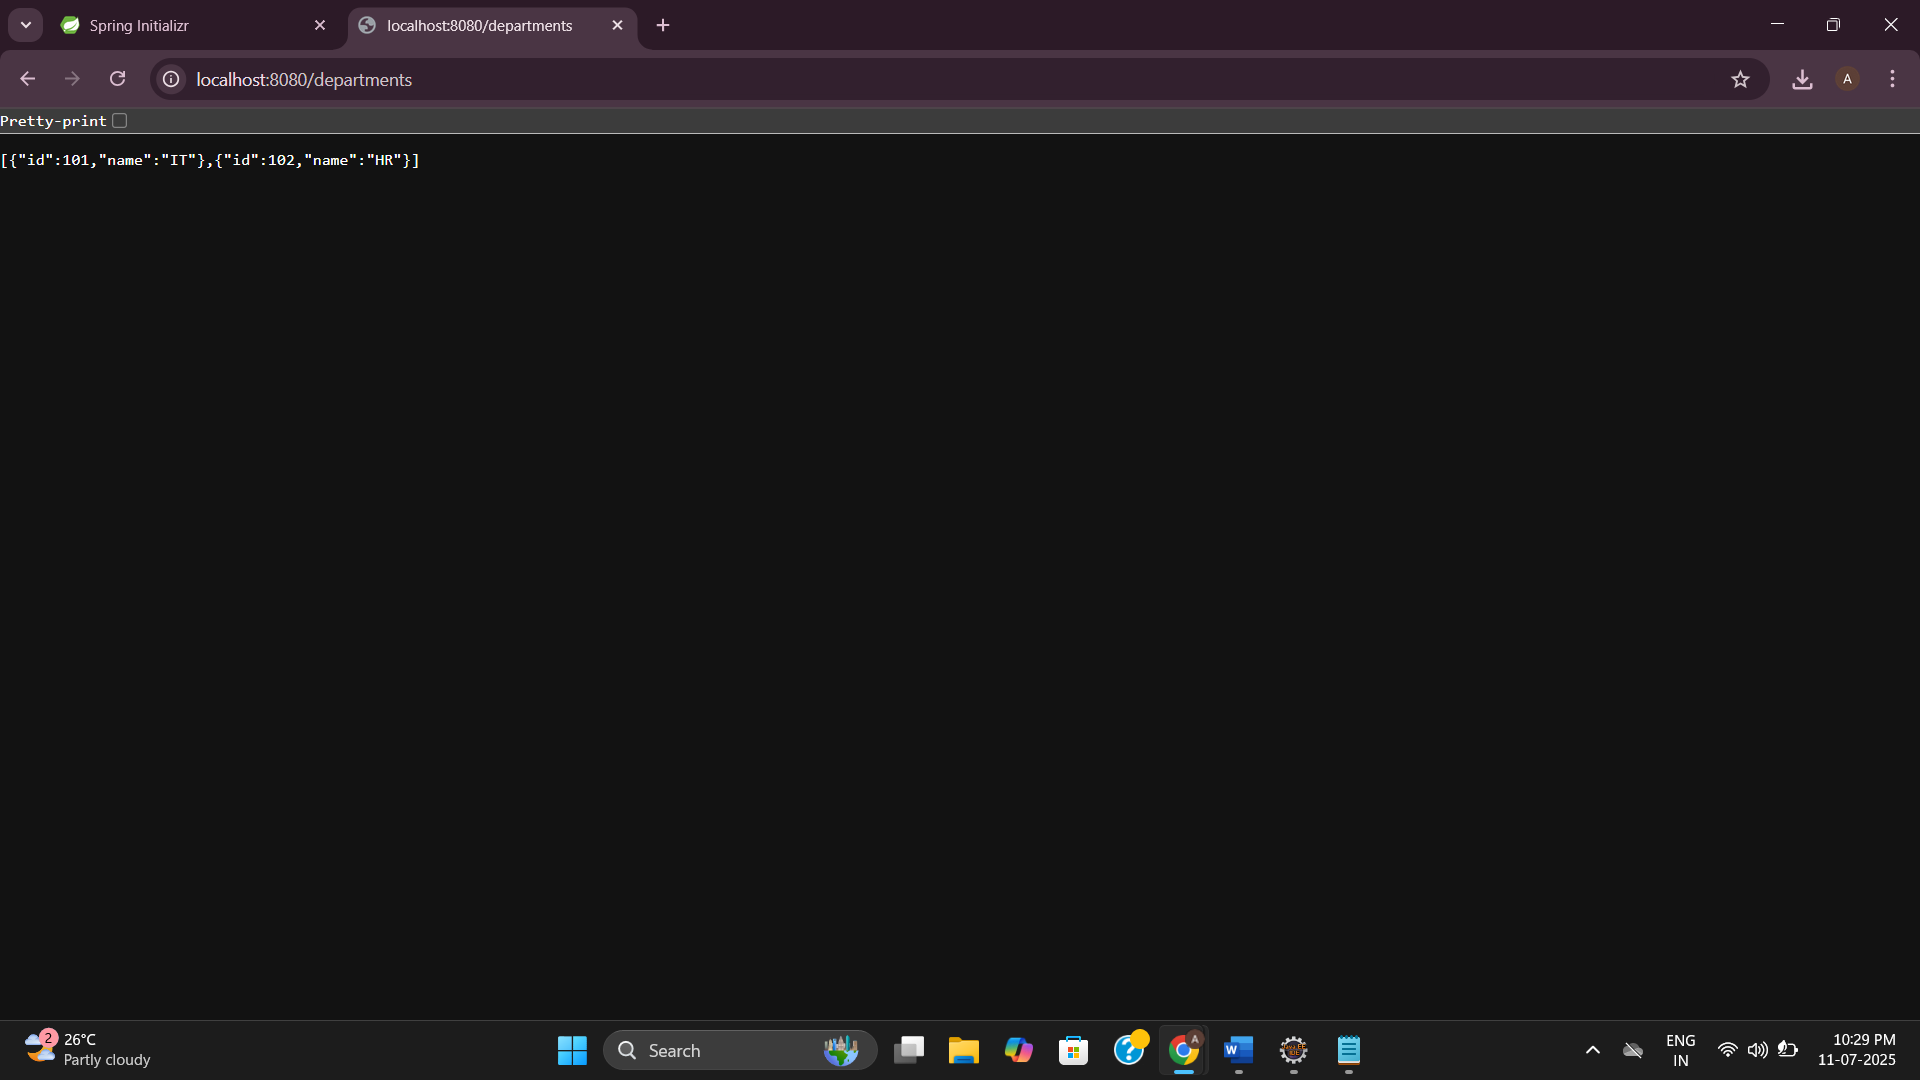 Spring Initializr
localhost:8080/departments
localhost:8080/departments
A
Pretty-print
[{"id":101,"name":"IT"},{"id":102,"name":"HR"}]
2
26°C
Partly cloudy
Search
A
W
ENG
IN
10:29 PM
11-07-2025